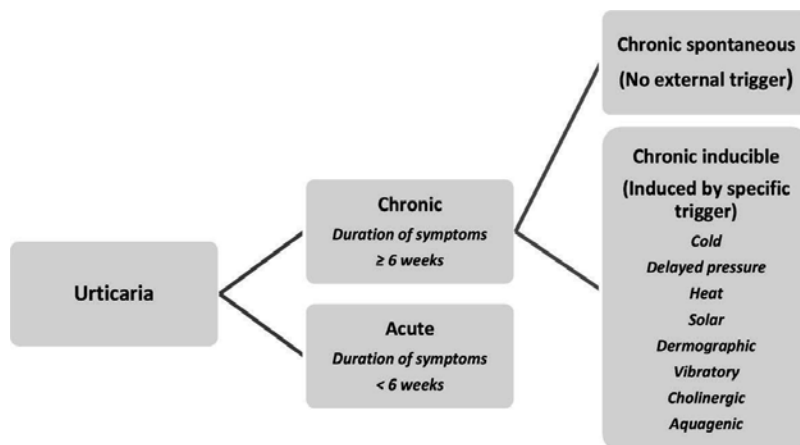 Urticaria
Chronic
Duration of symptoms
≥ 6 weeks
Acute
Duration of symptoms
< 6 weeks
Chronic spontaneous
(No external trigger)
Chronic inducible
(Induced by specific
trigger)
Cold
Delayed pressure
Heat
Solar
Dermographic
Vibratory
Cholinergic
Aquagenic